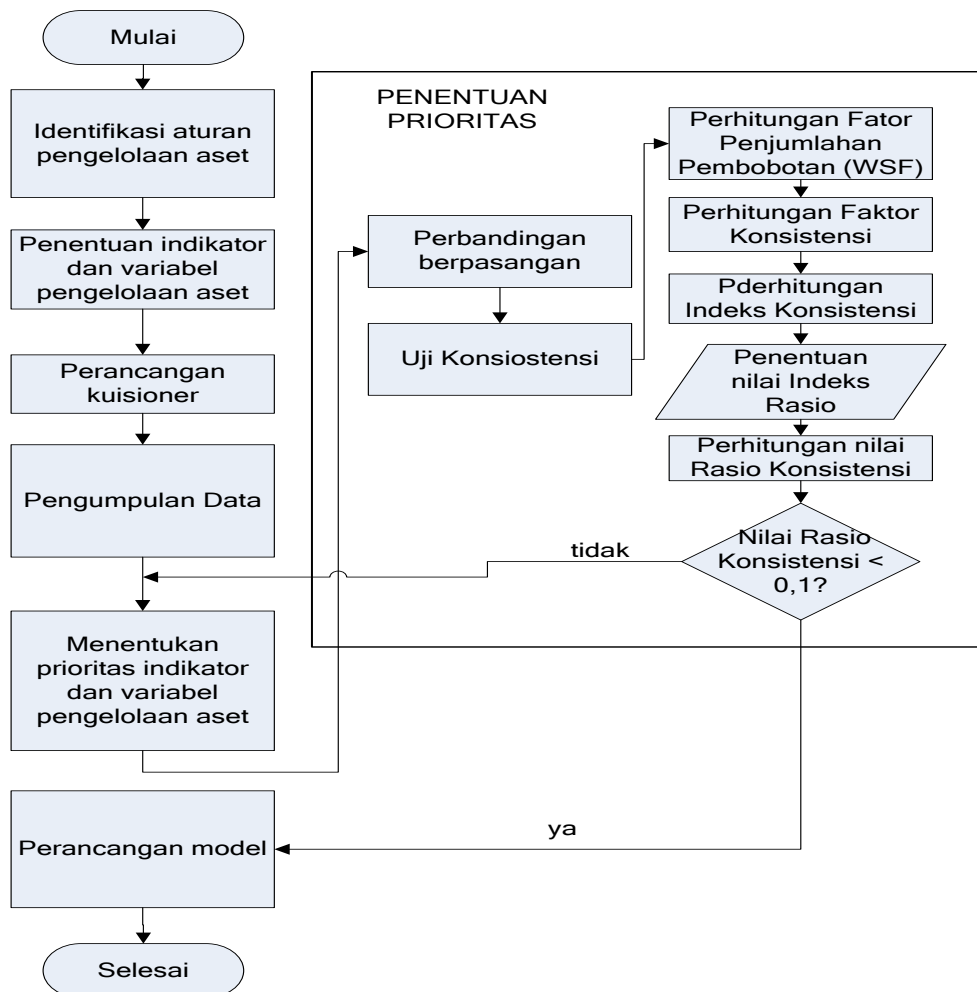 Mulai
Identifikasi aturan
pengelolaan aset
Penentuan indikator
dan variabel
pengelolaan aset
Perancangan
kuisioner
Pengumpulan Data
Menentukan
prioritas indikator
dan variabel
pengelolaan aset
PENENTUAN
PRIORITAS
Perbandingan
berpasangan
Uji Konsiostensi
Perhitungan Fator
Penjumlahan
Pembobotan (WSF)
Perhitungan Faktor
Konsistensi
Pderhitungan
Indeks Konsistensi
Penentuan
nilai Indeks
Rasio
Perhitungan nilai
Rasio Konsistensi
Nilai Rasio
Konsistensi <
0,1?
tidak
ya
Perancangan model
Selesai